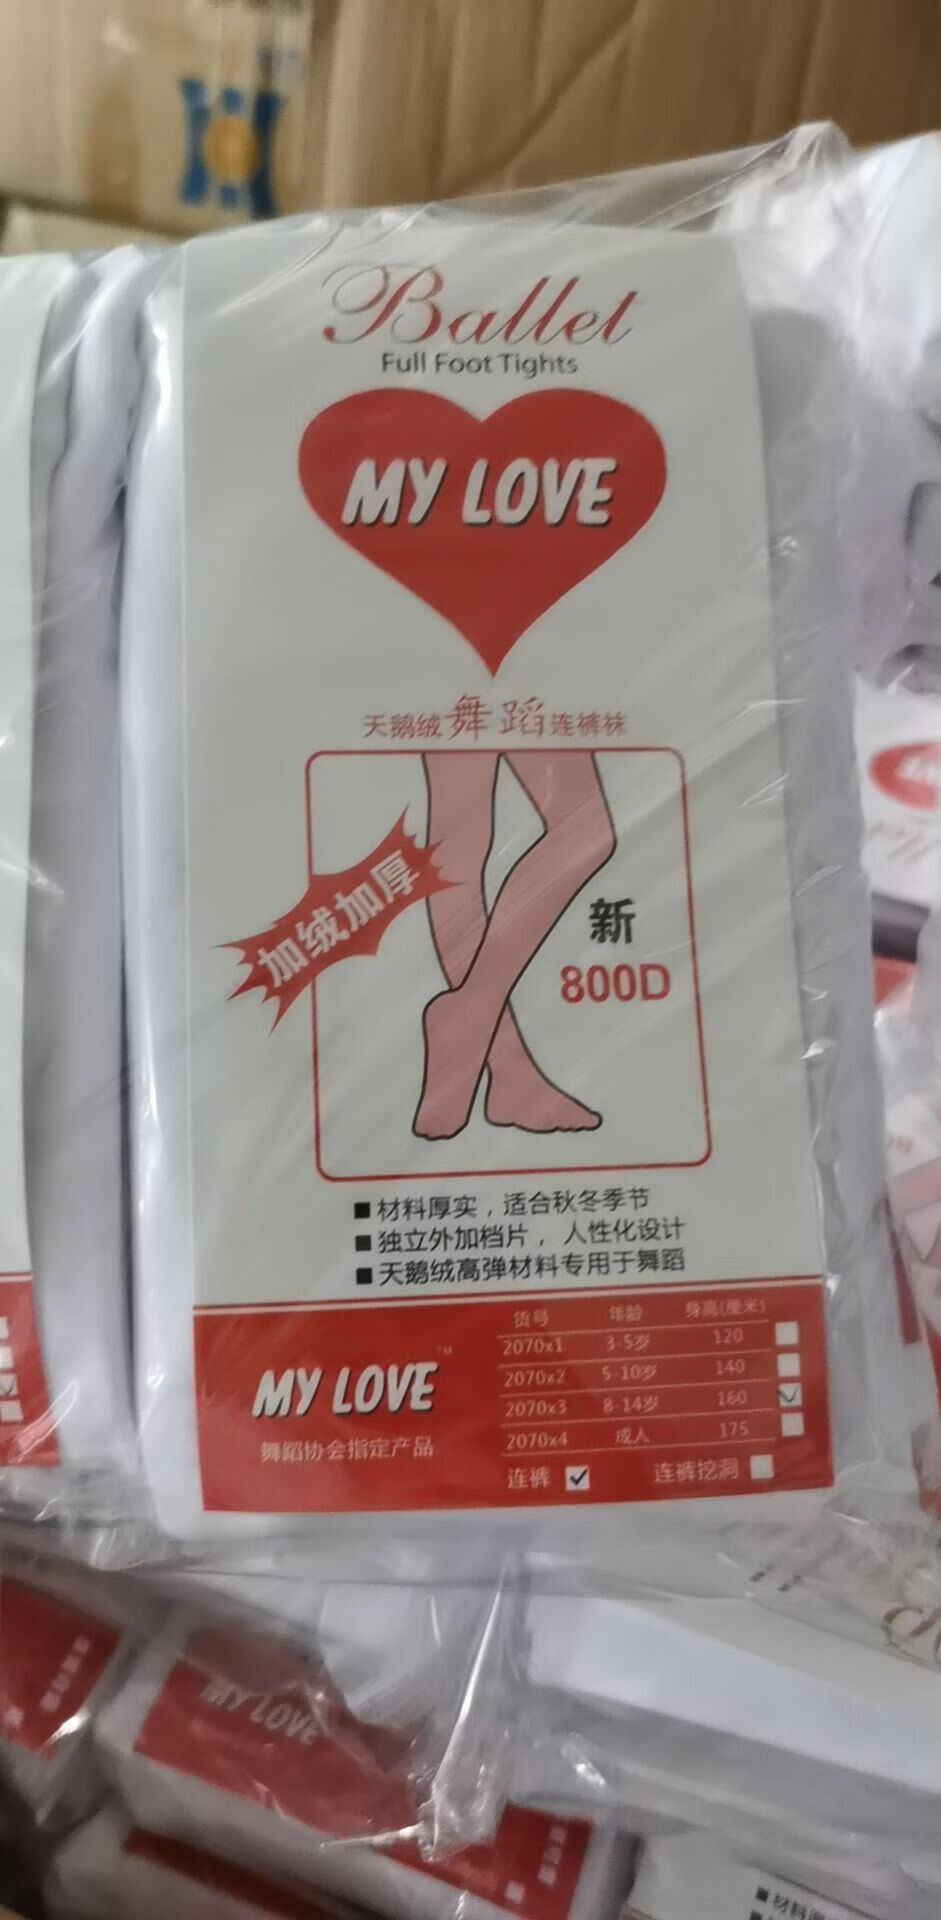 Ballet
Full Foot Tights
MY LOVE
天鹅绒舞蹈连裤袜
加绒加厚
新
800D
■ 材料厚实，适合秋冬季节
■ 独立外加档片， 人性化设计
■ 天鹅绒高弹材料专用于舞蹈
货号 年龄 身高(厘米)
2070x1 3-5岁 120
2070x2 5-10岁 140
2070x3 8-14岁 160
2070x4 成人 175
连裤 连裤挖洞
MY LOVE™
舞蹈协会指定产品
MY LOVE